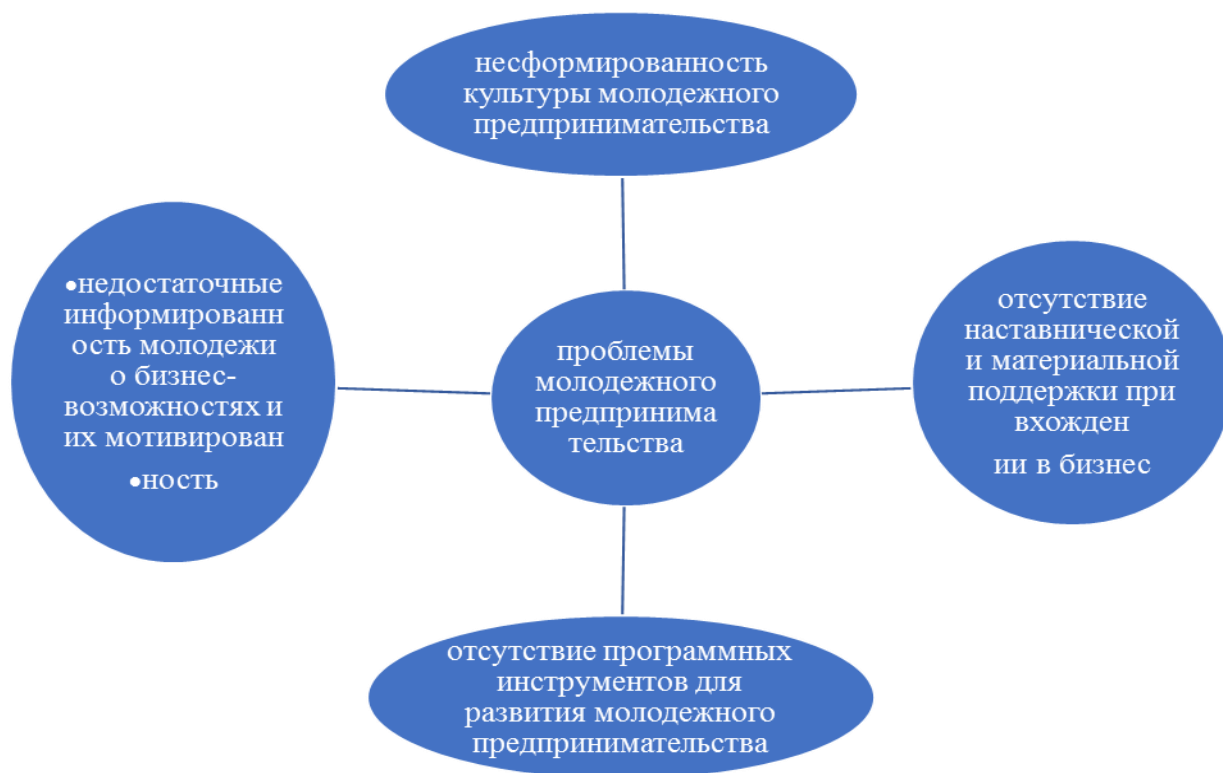 несформированность
культуры молодежного
предпринимательства
•недостаточные
информированн
ость молодежи
о бизнес-
возможностях и
их мотивирован
•ность
проблемы
молодежного
предпринима
тельства
отсутствие
наставнической
и материальной
поддержки при
вхожден
ии в бизнес
отсутствие программных
инструментов для
развития молодежного
предпринимательства